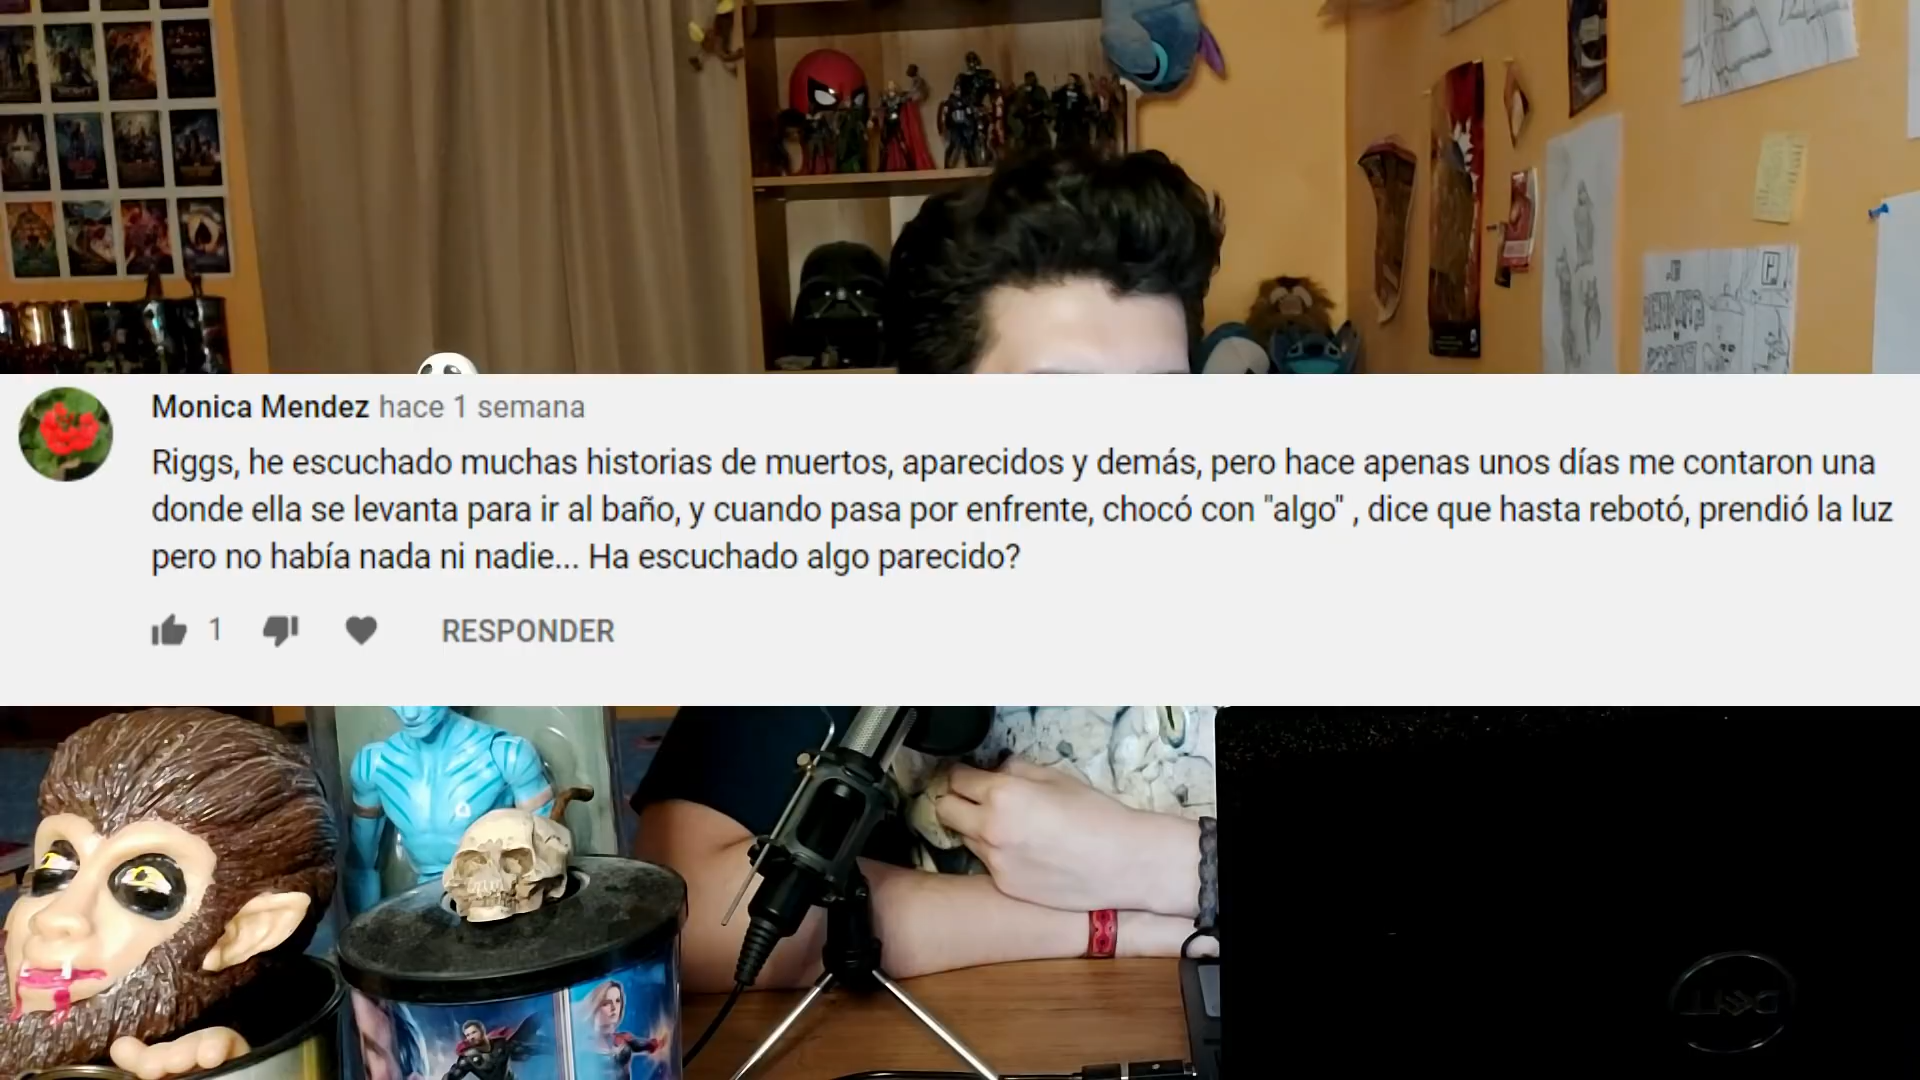 Monica Mendez hace 1 semana
Riggs, he escuchado muchas historias de muertos, aparecidos y demás, pero hace apenas unos días me contaron una
donde ella se levanta para ir al baño, y cuando pasa por enfrente, chocó con "algo" , dice que hasta rebotó, prendió la luz
pero no había nada ni nadie... Ha escuchado algo parecido?
1
RESPONDER
DELL